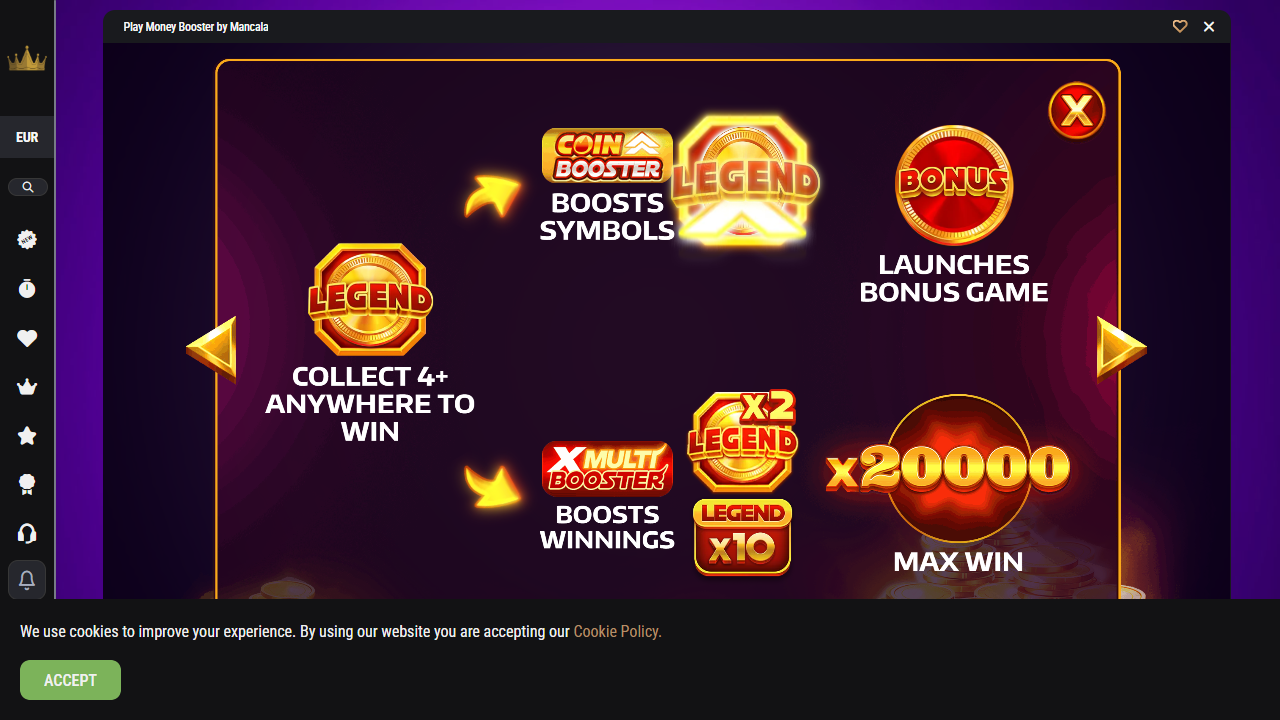 Play Money Booster by Mancala
EUR
NEW
COIN
BOOSTER
BOOSTS
SYMBOLS
LEGEND
X
BONUS
LAUNCHES
BONUS GAME
LEGEND
COLLECT 4+
ANYWHERE TO
WIN
X MULTI
BOOSTER
BOOSTS
WINNINGS
x2
LEGEND
LEGEND
x10
x20000
MAX WIN
We use cookies to improve your experience. By using our website you are accepting our Cookie Policy.
ACCEPT